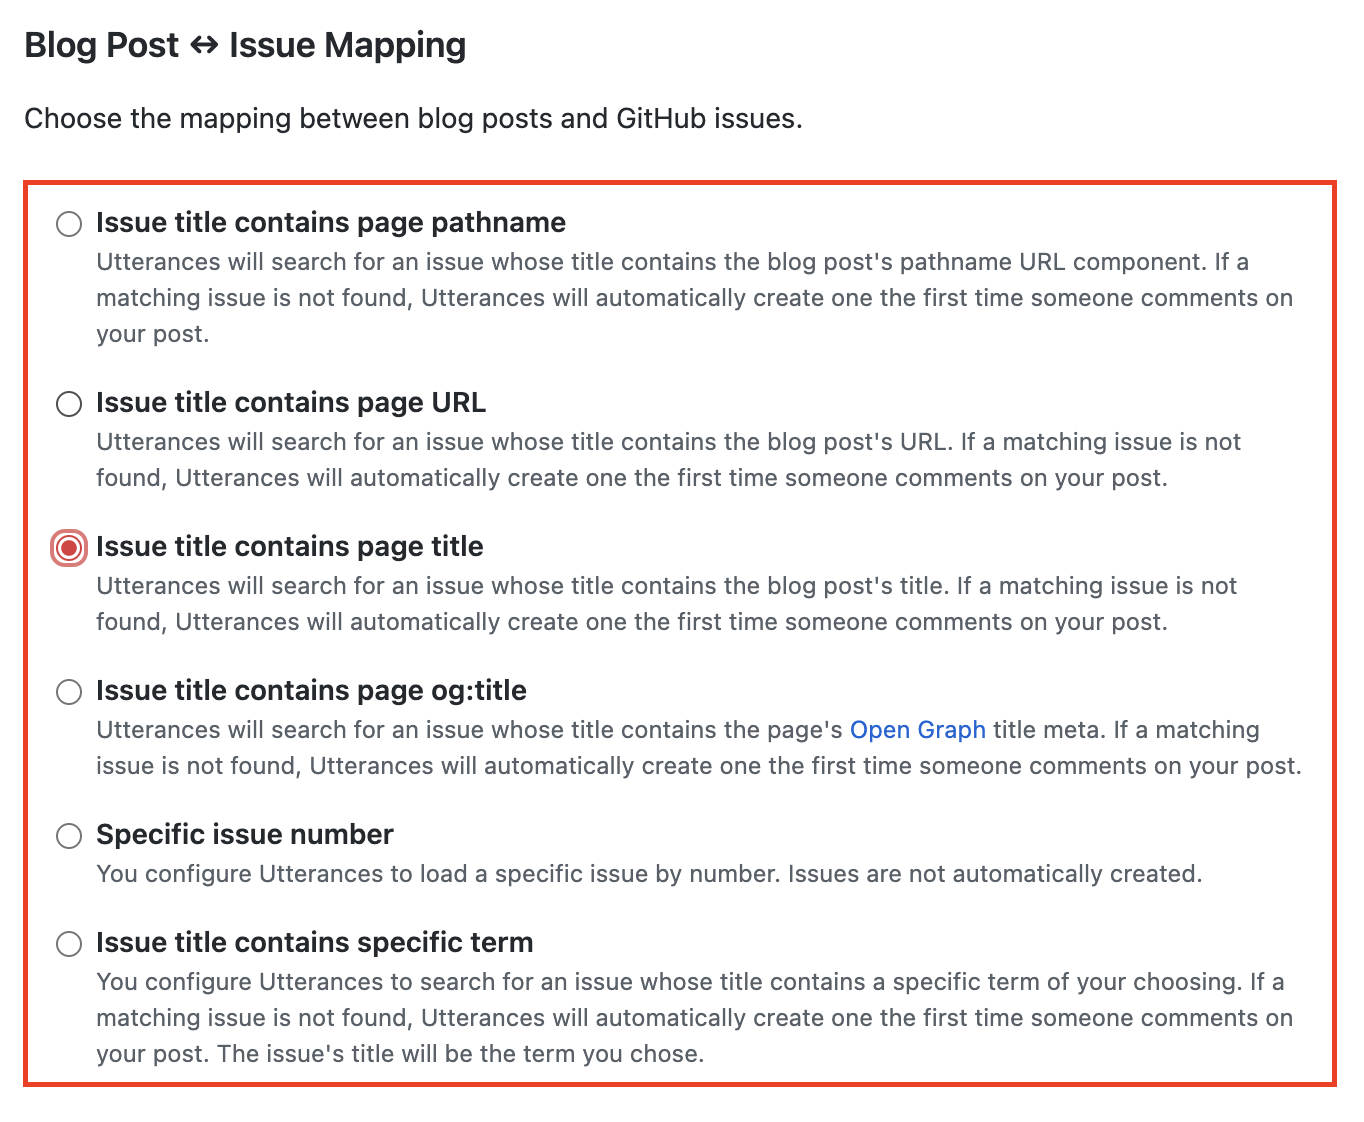 Blog Post ↔ Issue Mapping
Choose the mapping between blog posts and GitHub issues.
Issue title contains page pathname
Utterances will search for an issue whose title contains the blog post's pathname URL component. If a
matching issue is not found, Utterances will automatically create one the first time someone comments on
your post.
Issue title contains page URL
Utterances will search for an issue whose title contains the blog post's URL. If a matching issue is not
found, Utterances will automatically create one the first time someone comments on your post.
Issue title contains page title
Utterances will search for an issue whose title contains the blog post's title. If a matching issue is not
found, Utterances will automatically create one the first time someone comments on your post.
Issue title contains page og:title
Utterances will search for an issue whose title contains the page's Open Graph title meta. If a matching
issue is not found, Utterances will automatically create one the first time someone comments on your post.
Specific issue number
You configure Utterances to load a specific issue by number. Issues are not automatically created.
Issue title contains specific term
You configure Utterances to search for an issue whose title contains a specific term of your choosing. If a
matching issue is not found, Utterances will automatically create one the first time someone comments on
your post. The issue's title will be the term you chose.